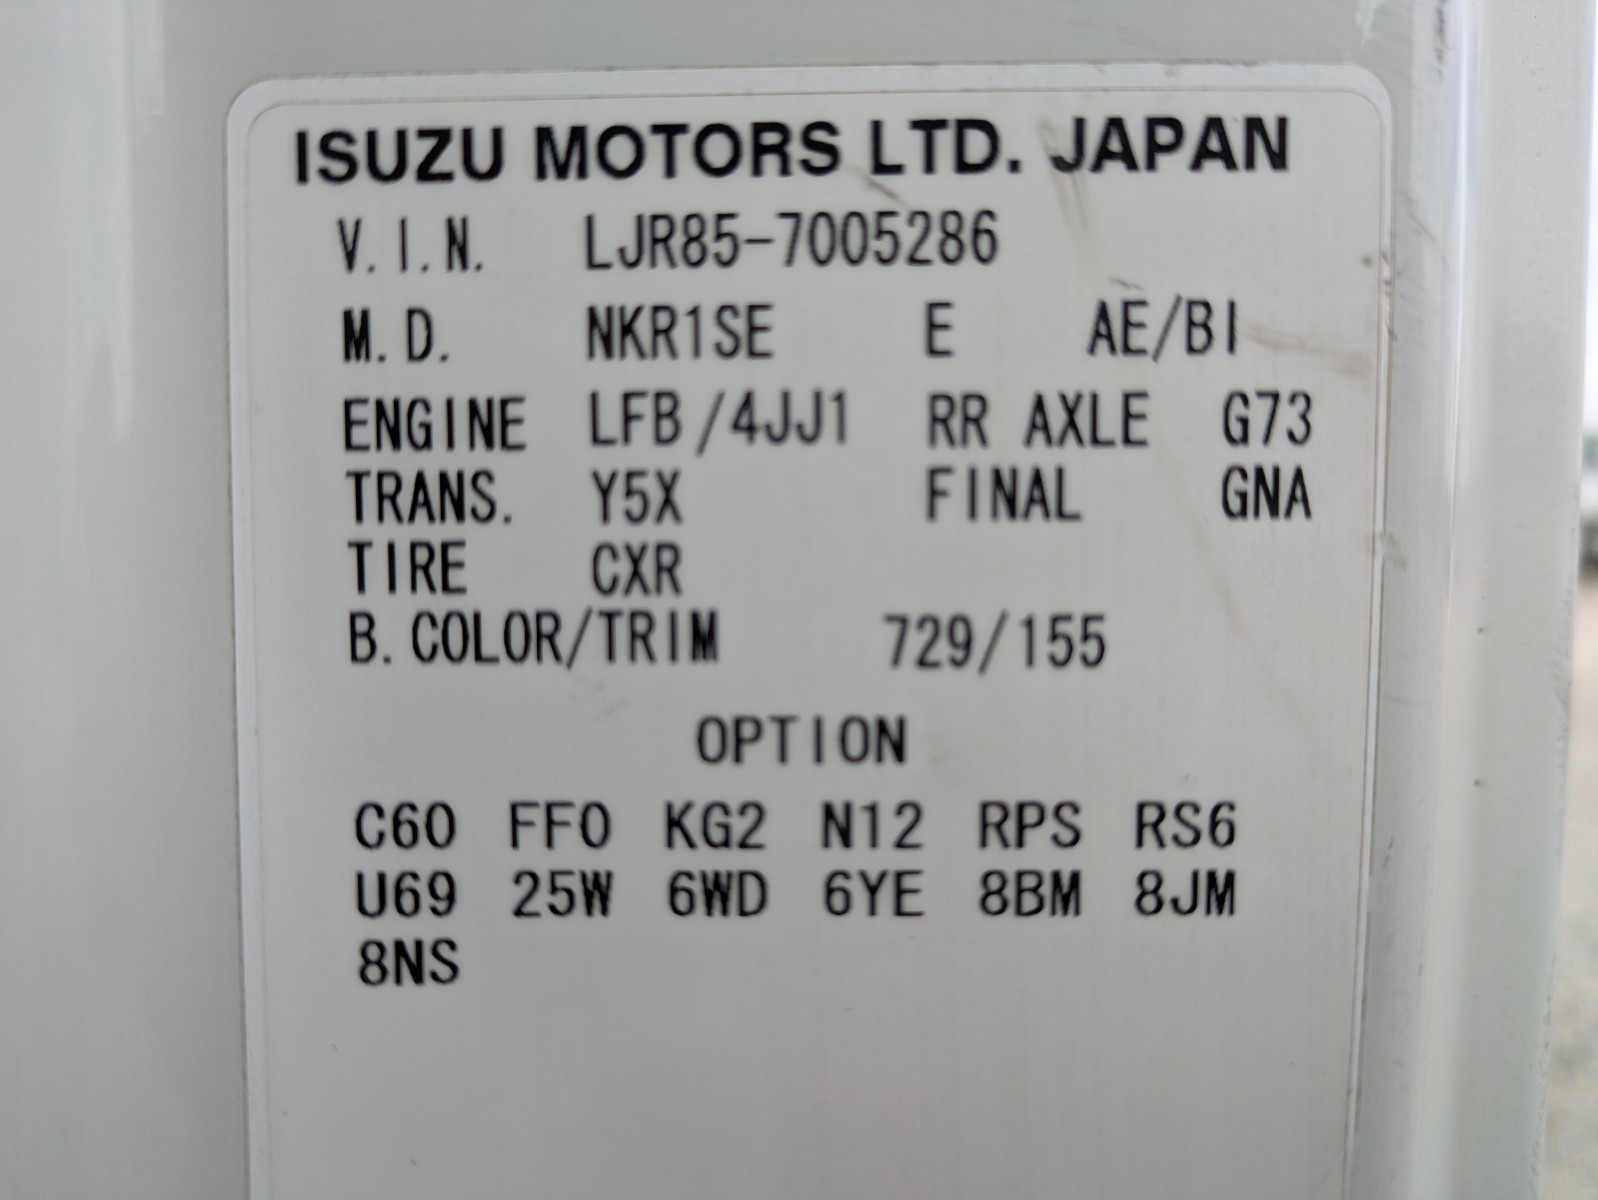 ISUZU MOTORS LTD. JAPAN
V.I.N. LJR85-7005286
M.D. NKR1SE E AE/BI
ENGINE LFB/4JJ1 RR AXLE G73
TRANS. Y5X FINAL GNA
TIRE CXR
B.COLOR/TRIM 729/155
OPTION
C60 FF0 KG2 N12 RPS RS6
U69 25W 6WD 6YE 8BM 8JM
8NS